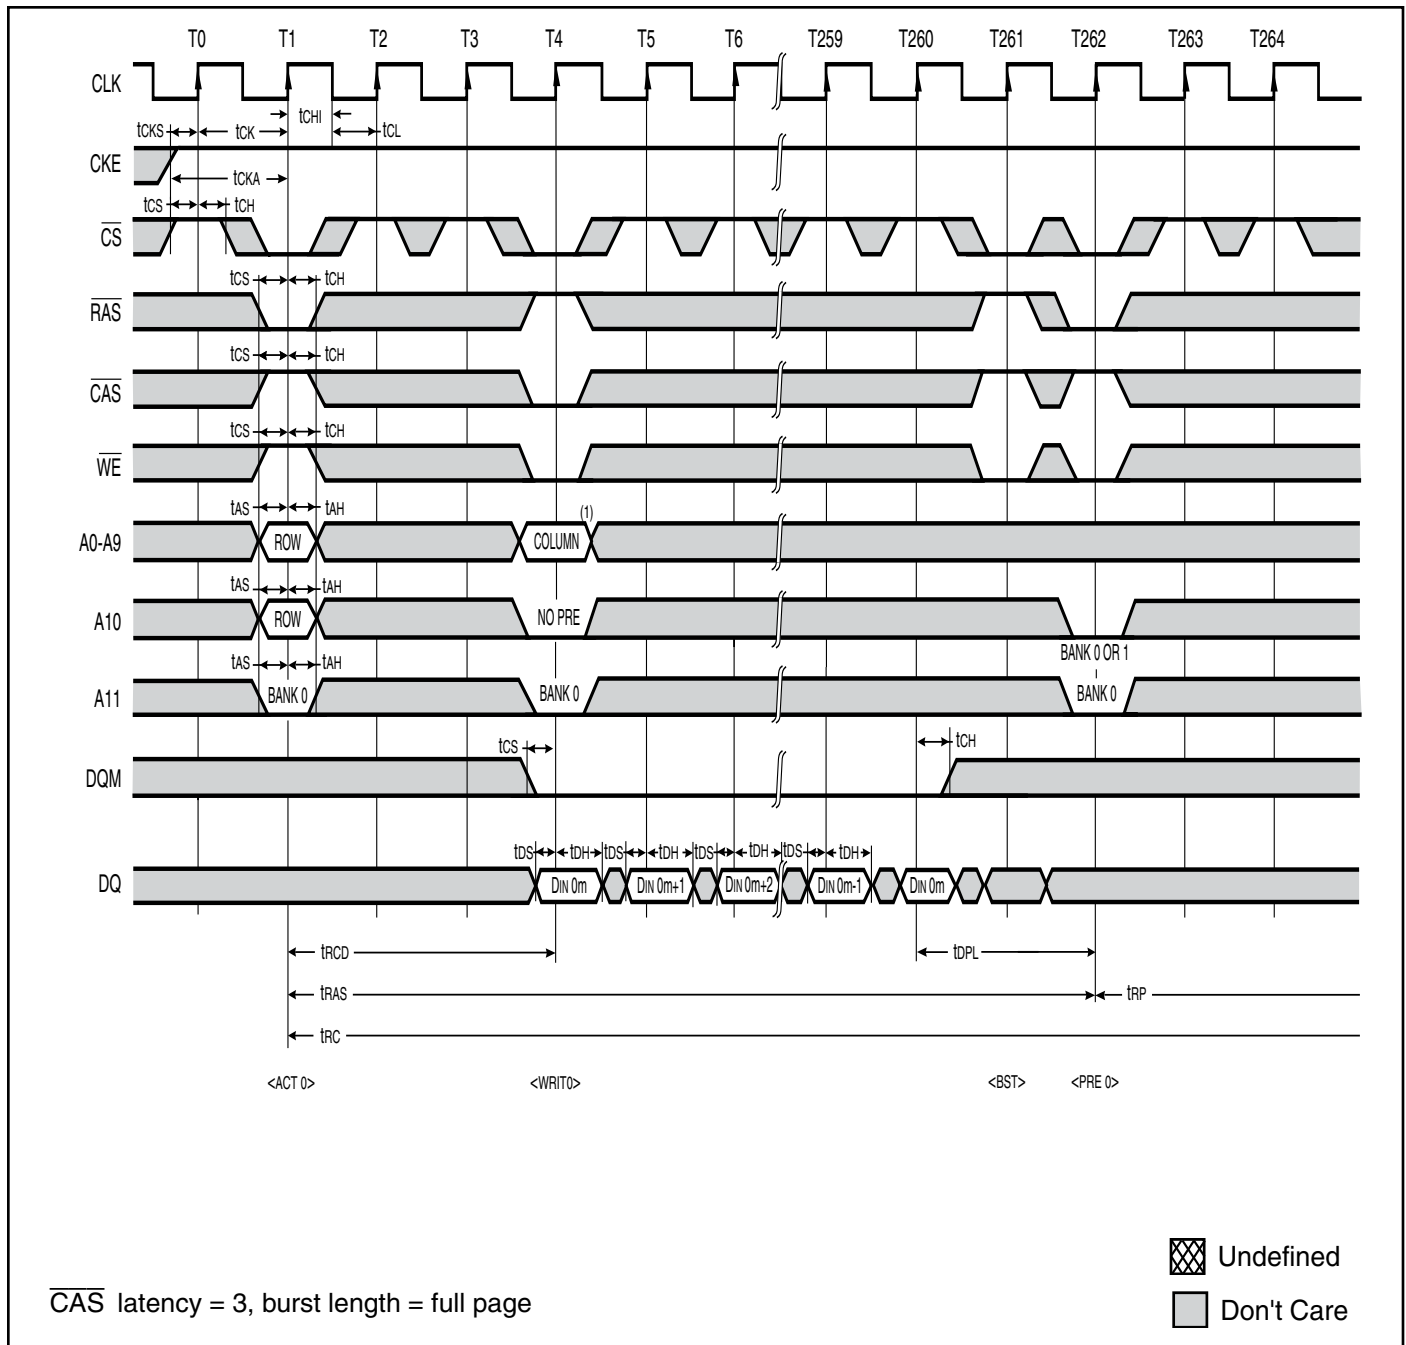 T0 T1 T2 T3 T4 T5 T6 T259 T260 T261 T262 T263 T264
CLK
tCHI
tCKS tCK tCL
CKE
tCKA
tCS tCH
CS
tCS tCH
RAS
tCS tCH
CAS
tCS tCH
WE
tAS tAH
(1)
A0-A9 ROW COLUMN
tAS tAH
A10 ROW NO PRE
BANK 0 OR 1
tAS tAH
A11 BANK 0 BANK 0 BANK 0
tCS tCH
DQM
tDS tDH tDS tDH tDS tDH tDS tDH
DQ DIN 0m DIN 0m+1 DIN 0m+2 DIN 0m-1 DIN 0m
tRCD tDPL
tRAS tRP
tRC
<ACT 0> <WRIT0> <BST> <PRE 0>
Undefined
CAS latency = 3, burst length = full page
Don't Care